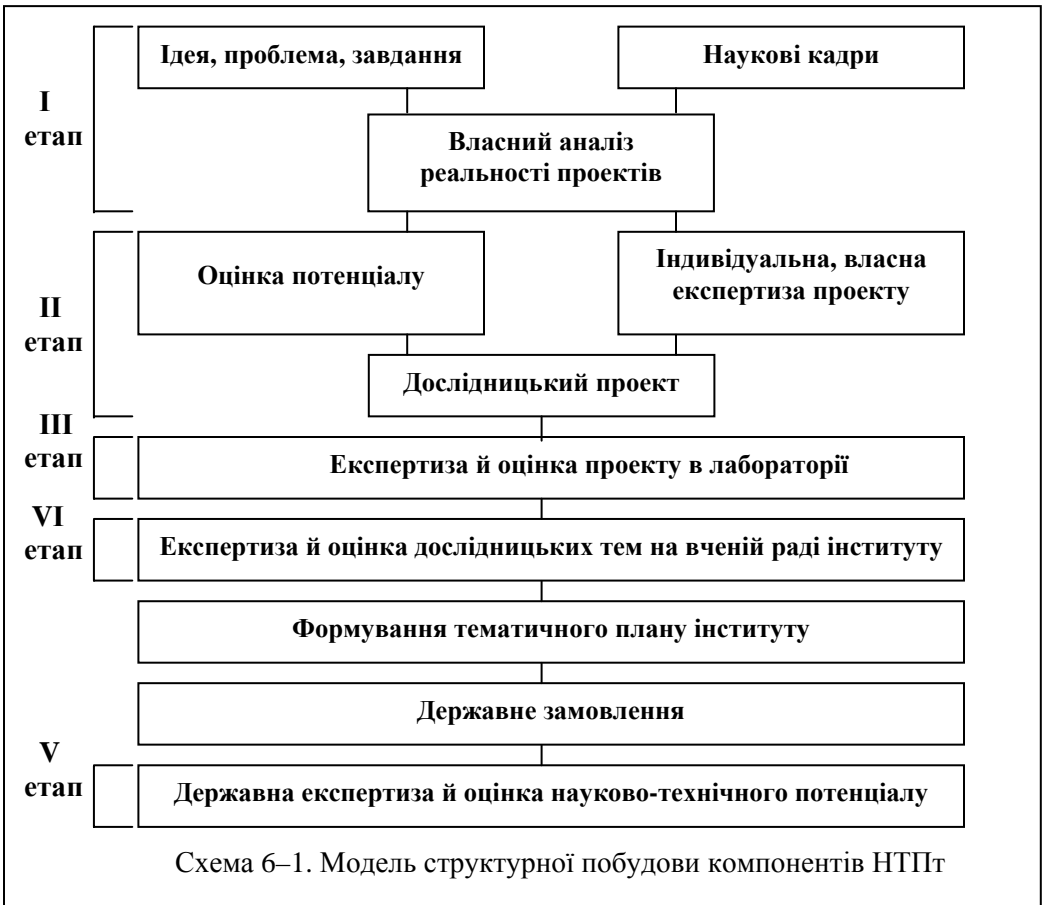 Ідея, проблема, завдання
Наукові кадри
I
етап
Власний аналіз
реальності проектів
Оцінка потенціалу
Індивідуальна, власна
експертиза проекту
II
етап
Дослідницький проект
III
етап
Експертиза й оцінка проекту в лабораторії
VI
етап
Експертиза й оцінка дослідницьких тем на вченій раді інституту
Формування тематичного плану інституту
Державне замовлення
V
етап
Державна експертиза й оцінка науково-технічного потенціалу
Схема 6–1. Модель структурної побудови компонентів НТПт